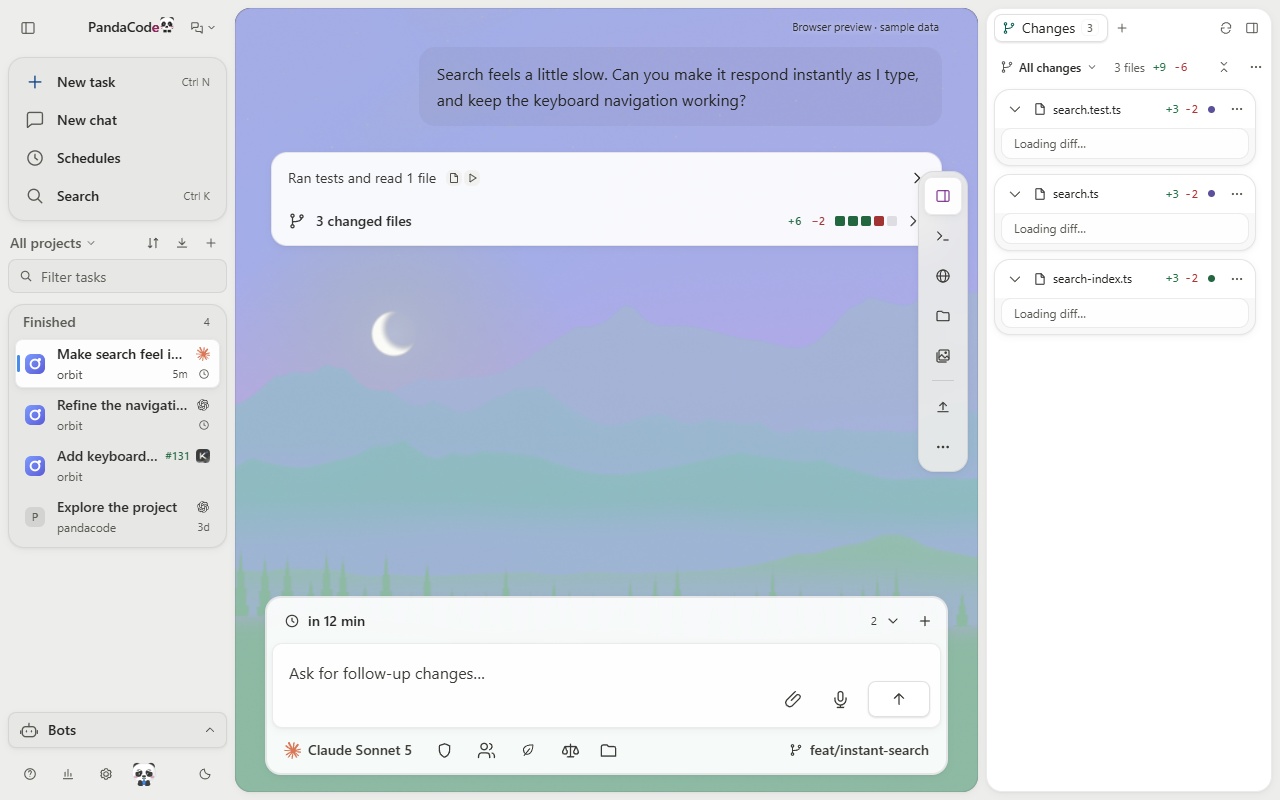 PandaCode
New task Ctrl N
New chat
Schedules
Search Ctrl K
All projects
Filter tasks
Finished 4
Make search feel i...
orbit 5m
Refine the navigati...
orbit
Add keyboard... #131
orbit
P
Explore the project
pandacode 3d
Bots
Browser preview · sample data
Search feels a little slow. Can you make it respond instantly as I type,
and keep the keyboard navigation working?
Ran tests and read 1 file
3 changed files +6 −2
in 12 min 2
Ask for follow-up changes...
Claude Sonnet 5
feat/instant-search
Changes 3
All changes 3 files +9 -6
search.test.ts +3 -2
Loading diff...
search.ts +3 -2
Loading diff...
search-index.ts +3 -2
Loading diff...